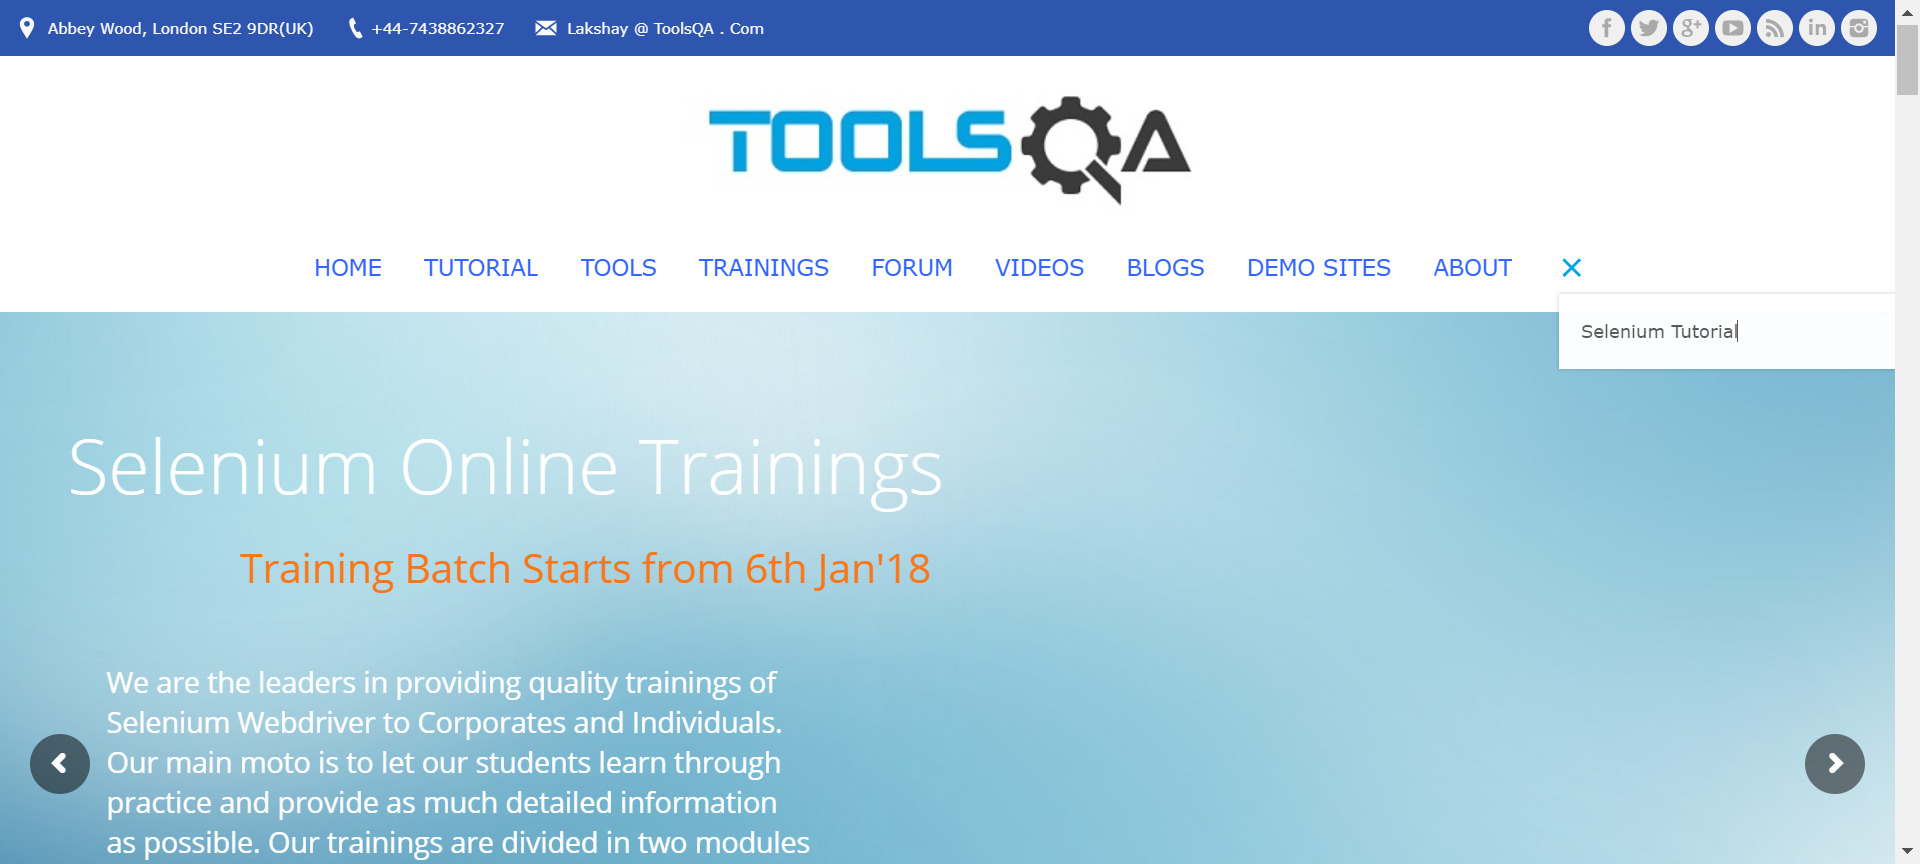 Abbey Wood, London SE2 9DR(UK) +44-7438862327 Lakshay @ ToolsQA . Com
TOOLSQA
HOME TUTORIAL TOOLS TRAININGS FORUM VIDEOS BLOGS DEMO SITES ABOUT
Selenium Tutorial
Selenium Online Trainings
Training Batch Starts from 6th Jan'18
We are the leaders in providing quality trainings of
Selenium Webdriver to Corporates and Individuals.
Our main moto is to let our students learn through
practice and provide as much detailed information
as possible. Our trainings are divided in two modules